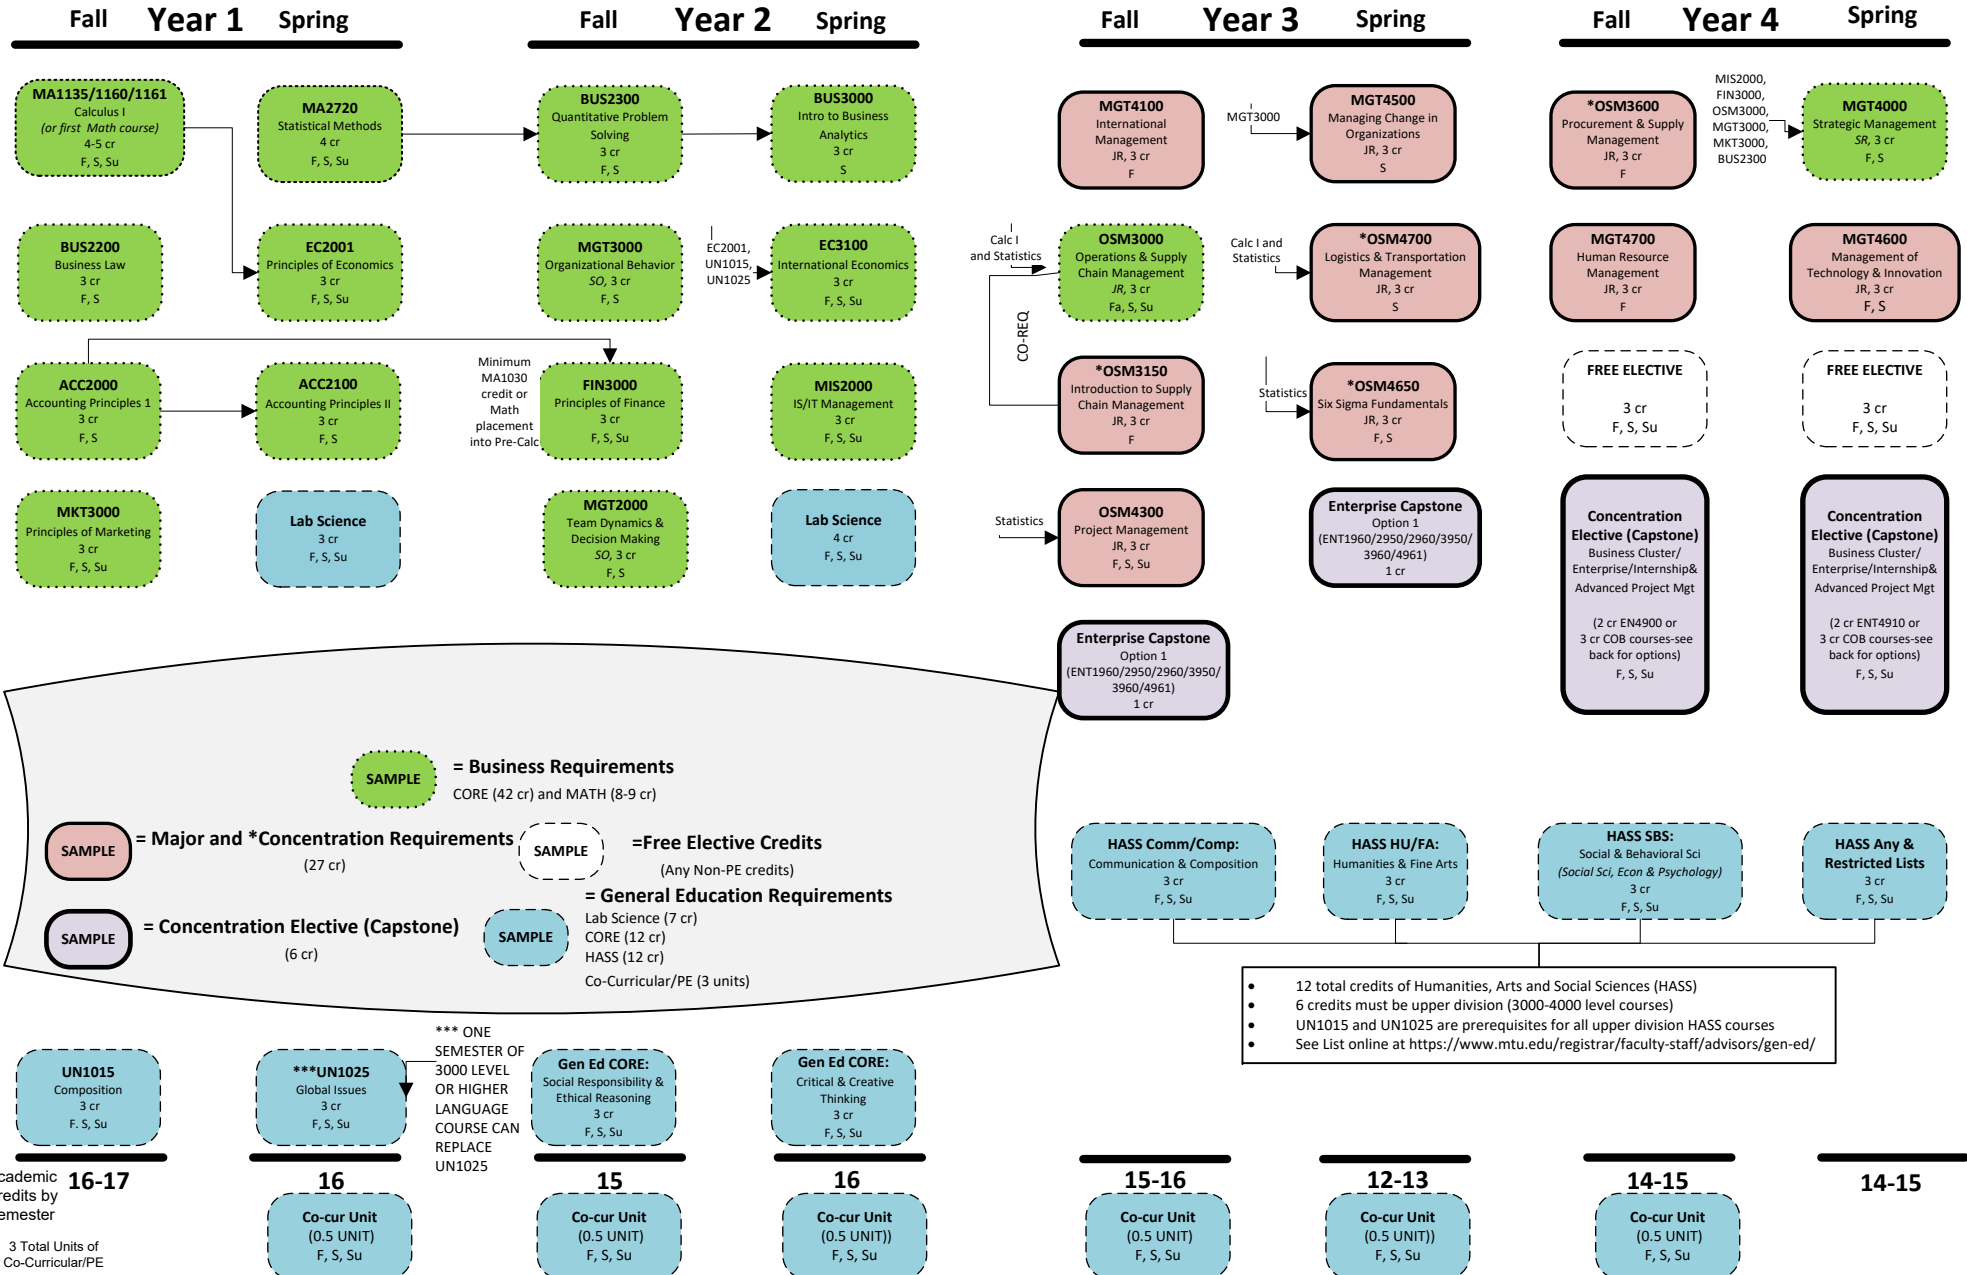 Fall Year 1 Spring
Fall Year 2 Spring
Fall Year 3 Spring
Fall Year 4 Spring
MA1135/1160/1161
Calculus I
(or first Math course)
4-5 cr
F, S, Su
MA2720
Statistical Methods
4 cr
F, S, Su
BUS2300
Quantitative Problem
Solving
3 cr
F, S
BUS3000
Intro to Business
Analytics
3 cr
S
MGT4100
International
Management
JR, 3 cr
F
MGT3000
MGT4500
Managing Change in
Organizations
JR, 3 cr
S
*OSM3600
Procurement & Supply
Management
JR, 3 cr
F
MIS2000,
FIN3000,
OSM3000,
MGT3000,
MKT3000,
BUS2300
MGT4000
Strategic Management
SR, 3 cr
F, S
BUS2200
Business Law
3 cr
F, S
EC2001
Principles of Economics
3 cr
F, S, Su
MGT3000
Organizational Behavior
SO, 3 cr
F, S
EC2001,
UN1015,
UN1025
EC3100
International Economics
3 cr
F, S, Su
Calc I
and Statistics
OSM3000
Operations & Supply
Chain Management
JR, 3 cr
Fa, S, Su
Calc I and
Statistics
*OSM4700
Logistics & Transportation
Management
JR, 3 cr
S
MGT4700
Human Resource
Management
JR, 3 cr
F
MGT4600
Management of
Technology & Innovation
JR, 3 cr
F, S
ACC2000
Accounting Principles 1
3 cr
F, S
ACC2100
Accounting Principles II
3 cr
F, S
Minimum
MA1030
credit or
Math
placement
into Pre-Calc
FIN3000
Principles of Finance
3 cr
F, S, Su
MIS2000
IS/IT Management
3 cr
F, S, Su
CO-REQ
*OSM3150
Introduction to Supply
Chain Management
JR, 3 cr
F
Statistics
*OSM4650
Six Sigma Fundamentals
JR, 3 cr
F, S
FREE ELECTIVE
3 cr
F, S, Su
FREE ELECTIVE
3 cr
F, S, Su
MKT3000
Principles of Marketing
3 cr
F, S, Su
Lab Science
3 cr
F, S, Su
MGT2000
Team Dynamics &
Decision Making
SO, 3 cr
F, S
Lab Science
4 cr
F, S, Su
Statistics
OSM4300
Project Management
JR, 3 cr
F, S, Su
Enterprise Capstone
Option 1
(ENT1960/2950/2960/3950/
3960/4961)
1 cr
Concentration
Elective (Capstone)
Business Cluster/
Enterprise/Internship&
Advanced Project Mgt
(2 cr EN4900 or
3 cr COB courses-see
back for options)
F, S, Su
Concentration
Elective (Capstone)
Business Cluster/
Enterprise/Internship&
Advanced Project Mgt
(2 cr ENT4910 or
3 cr COB courses-see
back for options)
F, S, Su
Enterprise Capstone
Option 1
(ENT1960/2950/2960/3950/
3960/4961)
1 cr
SAMPLE
= Business Requirements
CORE (42 cr) and MATH (8-9 cr)
SAMPLE
= Major and *Concentration Requirements
(27 cr)
SAMPLE
=Free Elective Credits
(Any Non-PE credits)
SAMPLE
= Concentration Elective (Capstone)
(6 cr)
SAMPLE
= General Education Requirements
Lab Science (7 cr)
CORE (12 cr)
HASS (12 cr)
Co-Curricular/PE (3 units)
HASS Comm/Comp:
Communication & Composition
3 cr
F, S, Su
HASS HU/FA:
Humanities & Fine Arts
3 cr
F, S, Su
HASS SBS:
Social & Behavioral Sci
(Social Sci, Econ & Psychology)
3 cr
F, S, Su
HASS Any &
Restricted Lists
3 cr
F, S, Su
• 12 total credits of Humanities, Arts and Social Sciences (HASS)
• 6 credits must be upper division (3000-4000 level courses)
• UN1015 and UN1025 are prerequisites for all upper division HASS courses
• See List online at https://www.mtu.edu/registrar/faculty-staff/advisors/gen-ed/
UN1015
Composition
3 cr
F. S, Su
***UN1025
Global Issues
3 cr
F, S, Su
*** ONE
SEMESTER OF
3000 LEVEL
OR HIGHER
LANGUAGE
COURSE CAN
REPLACE
UN1025
Gen Ed CORE:
Social Responsibility &
Ethical Reasoning
3 cr
F, S, Su
Gen Ed CORE:
Critical & Creative
Thinking
3 cr
F, S, Su
cademic
redits by
emester
16-17
16
15
16
15-16
12-13
14-15
14-15
3 Total Units of
Co-Curricular/PE
Co-cur Unit
(0.5 UNIT)
F, S, Su
Co-cur Unit
(0.5 UNIT)
F, S, Su
Co-cur Unit
(0.5 UNIT))
F, S, Su
Co-cur Unit
(0.5 UNIT)
F, S, Su
Co-cur Unit
(0.5 UNIT))
F, S, Su
Co-cur Unit
(0.5 UNIT)
F, S, Su